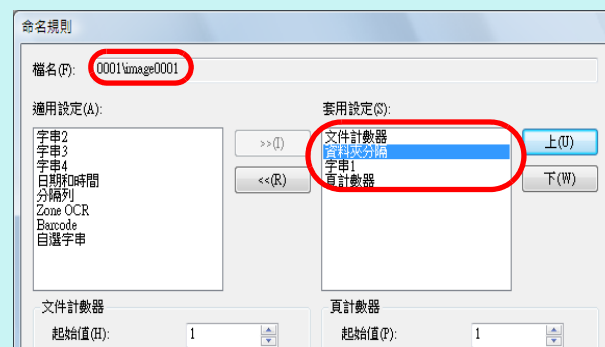 命名規則
檔名(F): 0001\image0001
適用設定(A):
字串2
字串3
字串4
日期和時間
分隔列
Zone OCR
Barcode
自選字串
>>(I)
<<(R)
套用設定(S):
文件計數器
資料夾分隔
字串1
頁計數器
上(U)
下(W)
文件計數器
起始值(H): 1
頁計數器
起始值(P): 1